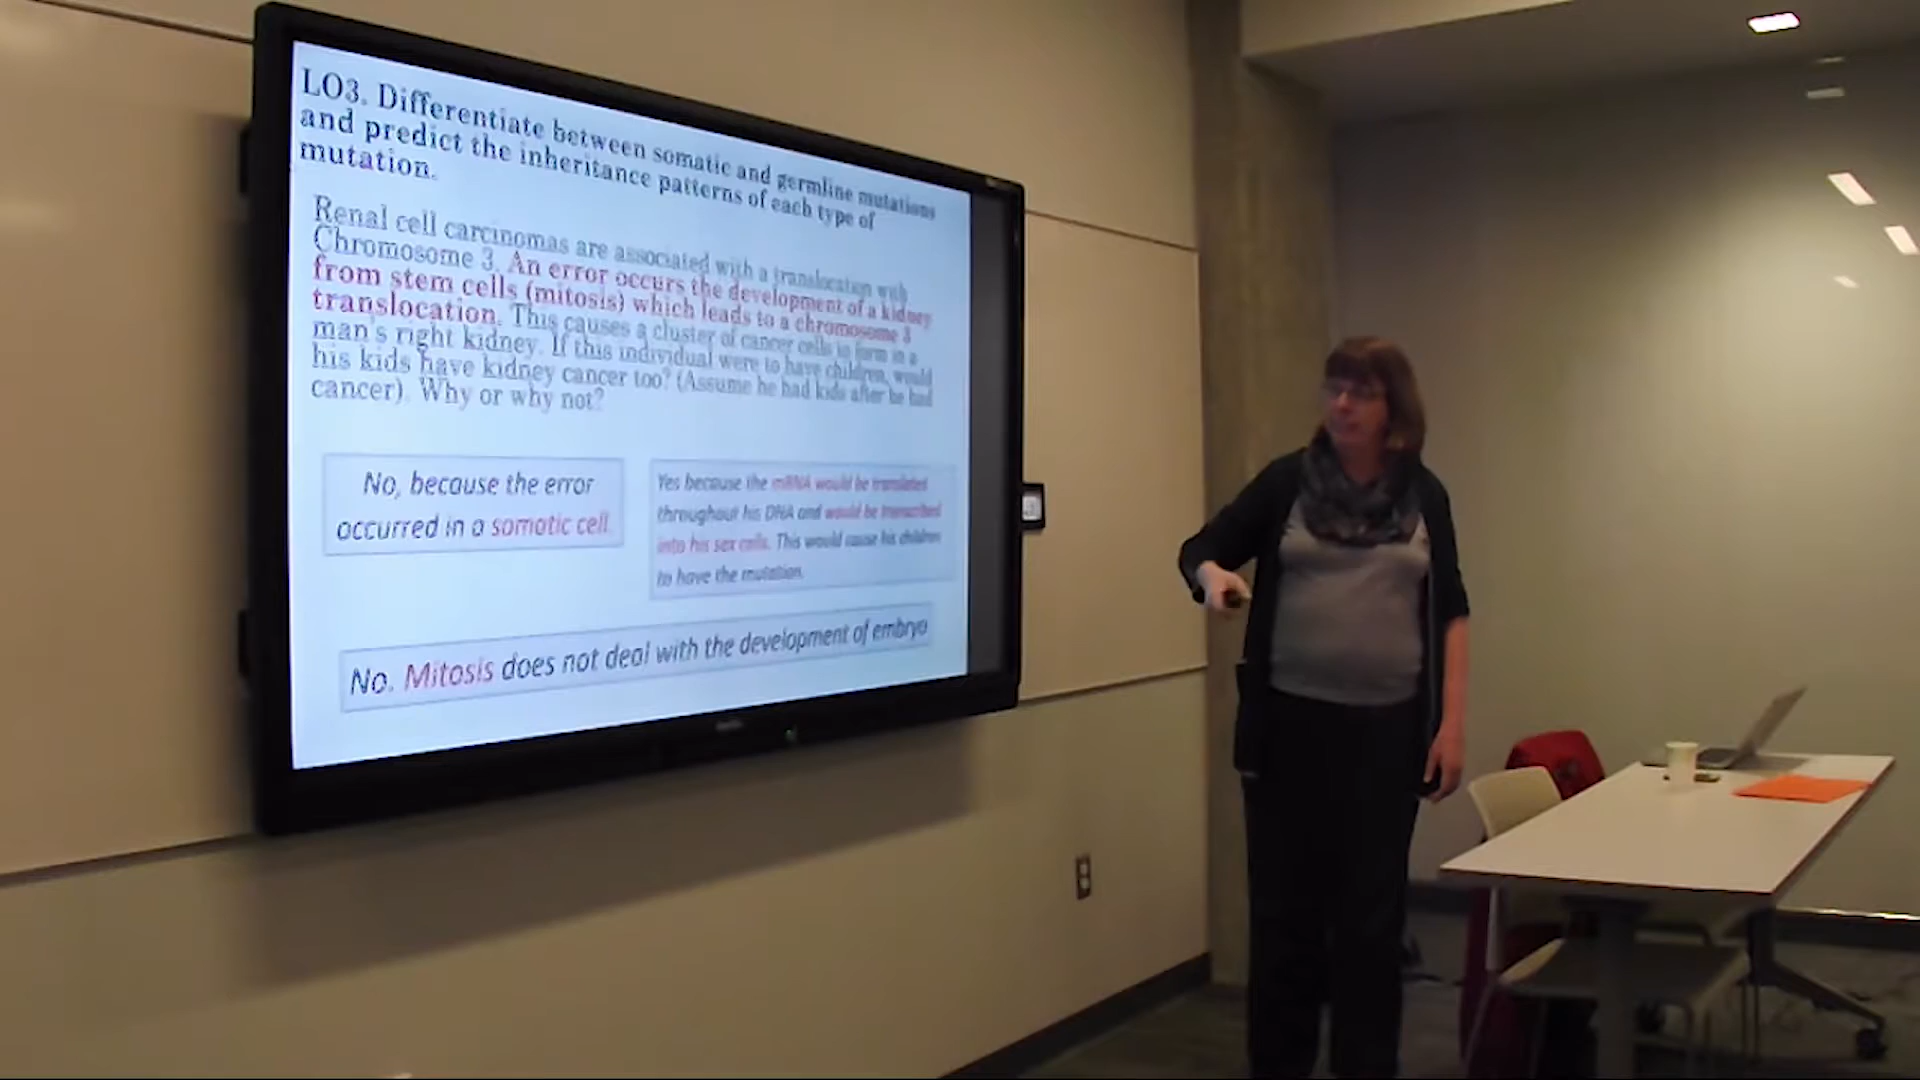 LO3. Differentiate between somatic and germline mutations
and predict the inheritance patterns of each type of
mutation.
Renal cell carcinomas are associated with a translocation with
Chromosome 3. An error occurs the development of a kidney
from stem cells (mitosis) which leads to a chromosome 3
translocation. This causes a cluster of cancer cells to form in a
man's right kidney. If this individual were to have children, would
his kids have kidney cancer too? (Assume he had kids after he had
cancer). Why or why not?
No, because the error
occurred in a somatic cell.
Yes because the mRNA would be translated
throughout his DNA and would be transcribed
into his sex cells. This would cause his children
to have the mutation.
No. Mitosis does not deal with the development of embryo